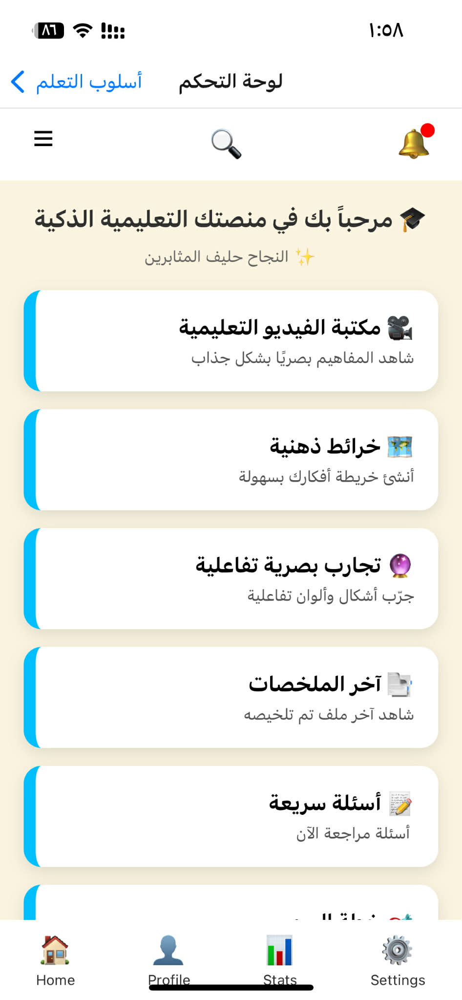 ١:٥٨
٨٦
لوحة التحكم
أسلوب التعلم
🎓 مرحباً بك في منصتك التعليمية الذكية
✨ النجاح حليف المثابرين
🎥 مكتبة الفيديو التعليمية
شاهد المفاهيم بصريًا بشكل جذاب
🗺️ خرائط ذهنية
أنشئ خريطة أفكارك بسهولة
🔮 تجارب بصرية تفاعلية
جرّب أشكال وألوان تفاعلية
📑 آخر الملخصات
شاهد آخر ملف تم تلخيصه
📝 أسئلة سريعة
أسئلة مراجعة الآن
Home
Profile
Stats
Settings